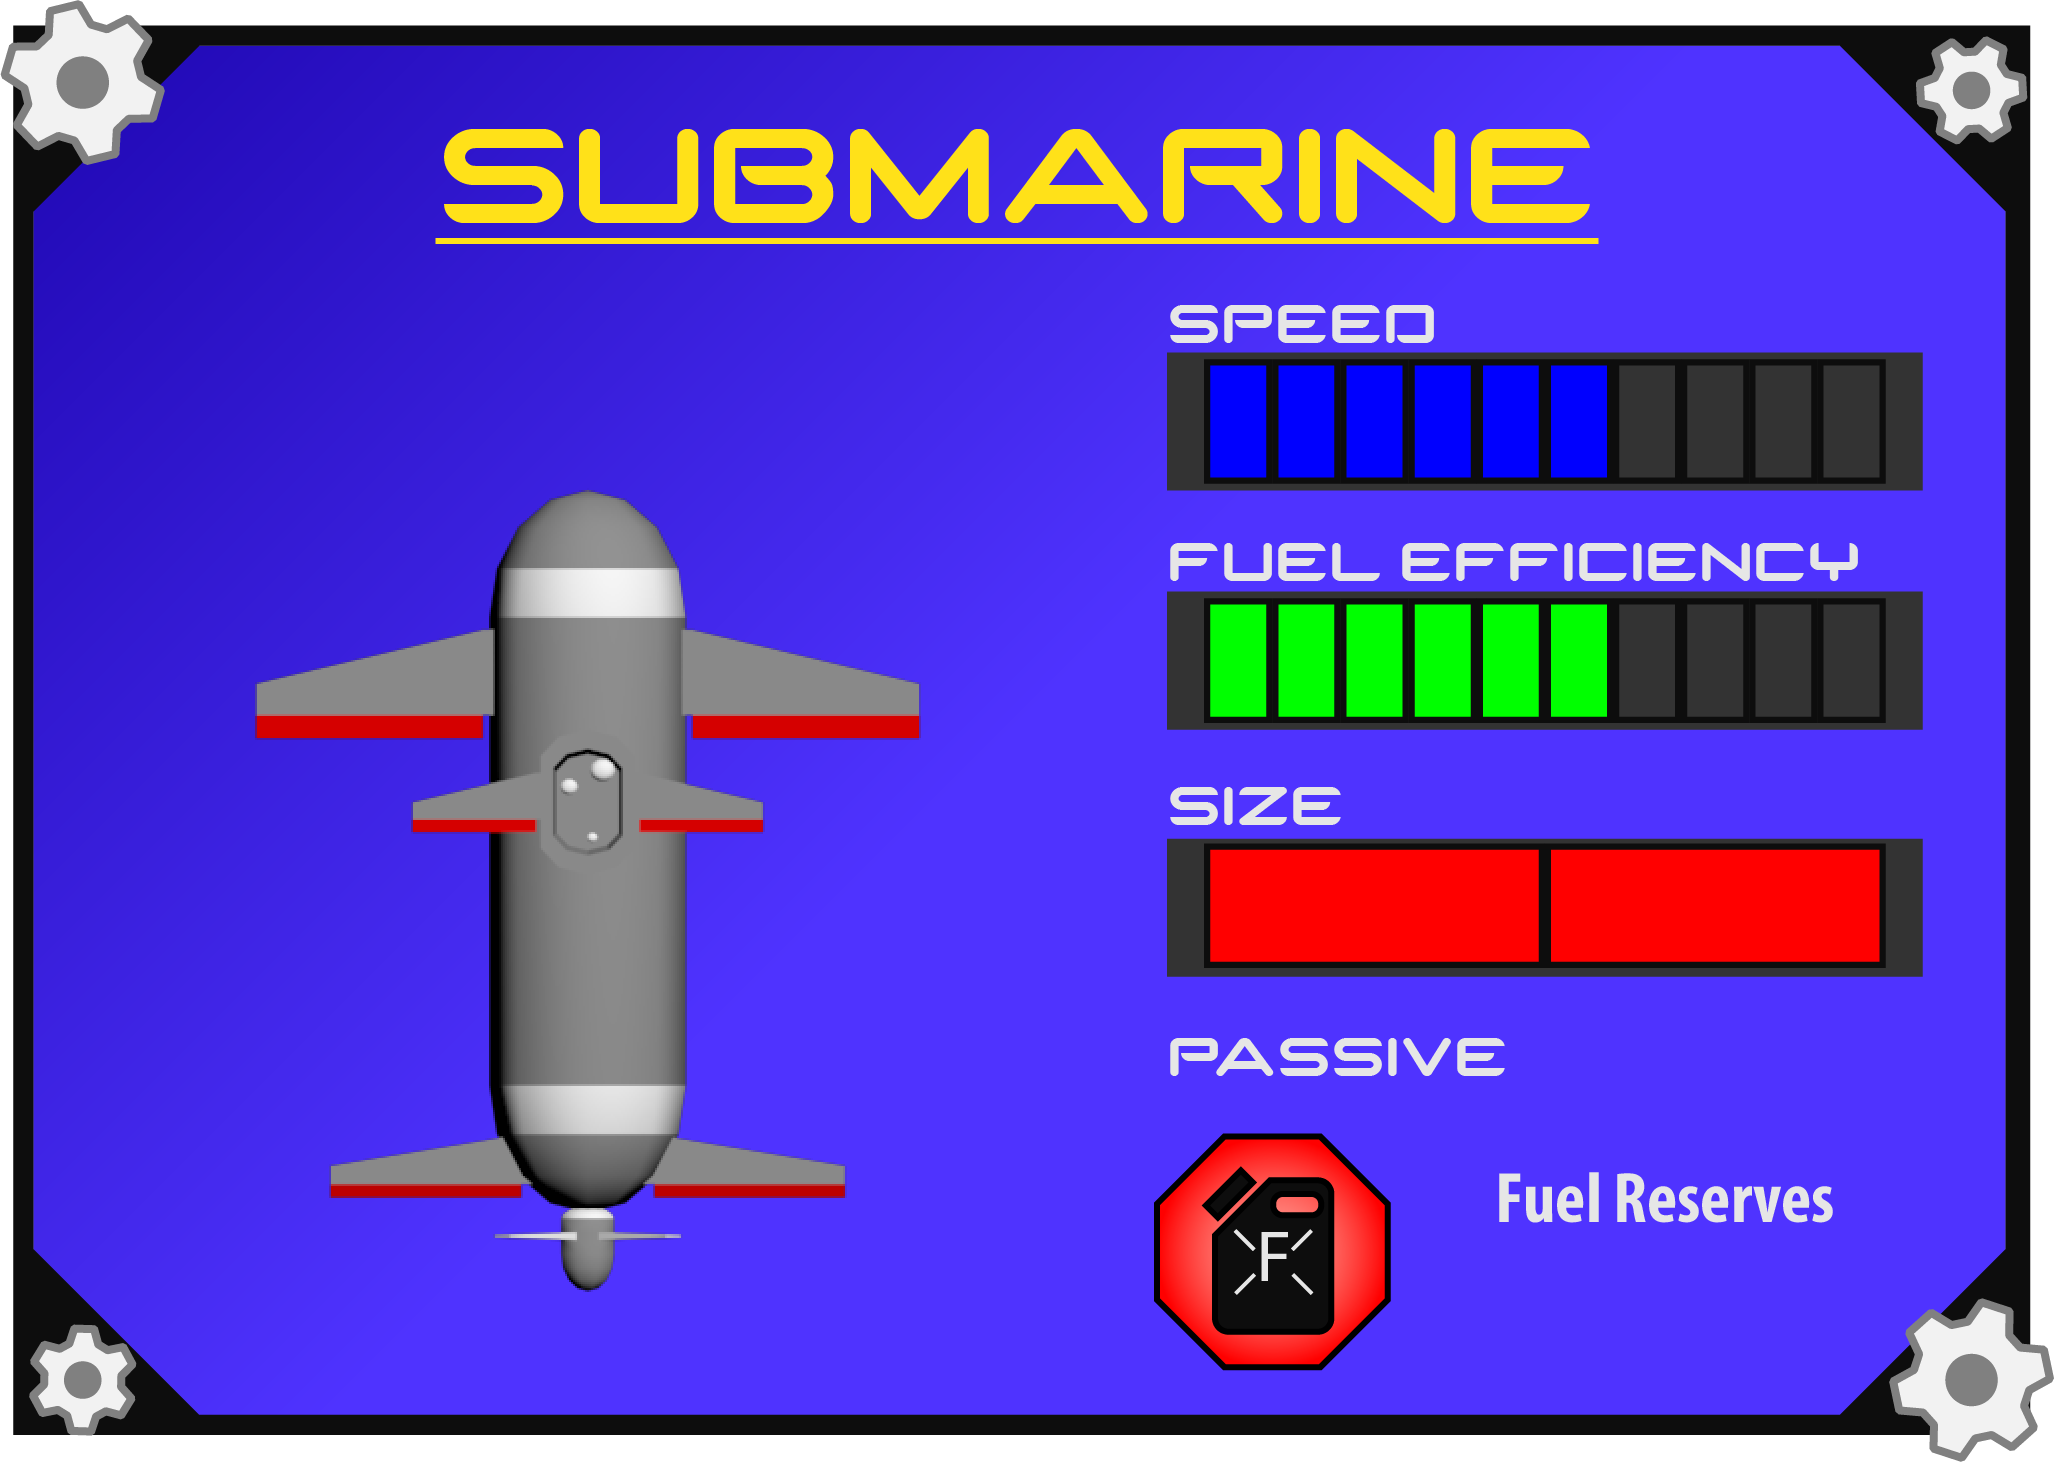 SUBMARINE
SPEED
FUEL EFFICIENCY
SIZE
PASSIVE
F
Fuel Reserves